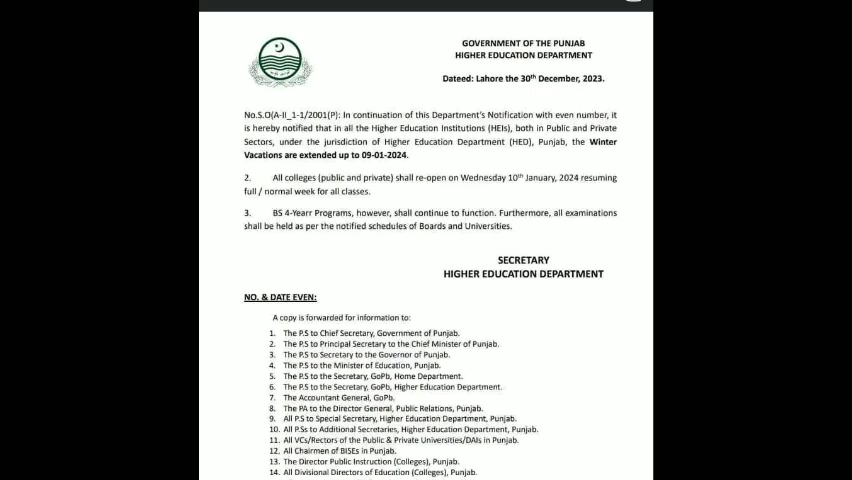 GOVERNMENT OF THE PUNJAB
HIGHER EDUCATION DEPARTMENT
Dateed: Lahore the 30th December, 2023.
No.S.O(A-II_1-1/2001(P): In continuation of this Department's Notification with even number, it
is hereby notified that in all the Higher Education Institutions (HEIs), both in Public and Private
Sectors, under the jurisdiction of Higher Education Department (HED), Punjab, the Winter
Vacations are extended up to 09-01-2024.
2. All colleges (public and private) shall re-open on Wednesday 10th January, 2024 resuming
full / normal week for all classes.
3. BS 4-Yearr Programs, however, shall continue to function. Furthermore, all examinations
shall be held as per the notified schedules of Boards and Universities.
SECRETARY
HIGHER EDUCATION DEPARTMENT
NO. & DATE EVEN:
A copy is forwarded for information to:
1. The P.S to Chief Secretary, Government of Punjab.
2. The P.S to Principal Secretary to the Chief Minister of Punjab.
3. The P.S to Secretary to the Governor of Punjab.
4. The P.S to the Minister of Education, Punjab.
5. The P.S to the Secretary, GoPb, Home Department.
6. The P.S to the Secretary, GoPb, Higher Education Department.
7. The Accountant General, GoPb.
8. The PA to the Director General, Public Relations, Punjab.
9. All P.S to Special Secretary, Higher Education Department, Punjab.
10. All P.Ss to Additional Secretaries, Higher Education Department, Punjab.
11. All VCs/Rectors of the Public & Private Universities/DAIs in Punjab.
12. All Chairmen of BISEs in Punjab.
13. The Director Public Instruction (Colleges), Punjab.
14. All Divisional Directors of Education (Colleges), Punjab.